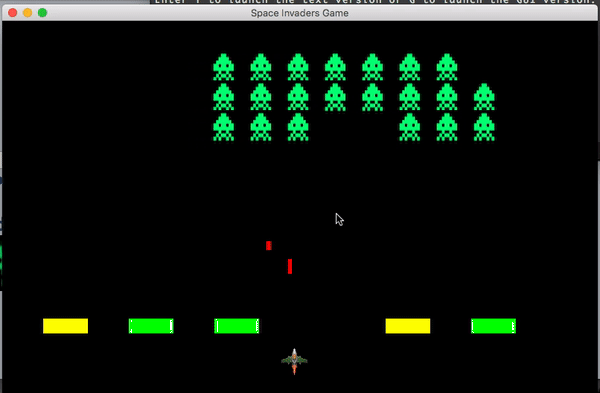 Enter T to launch the text version or G to launch the GUI version.
Space Invaders Game